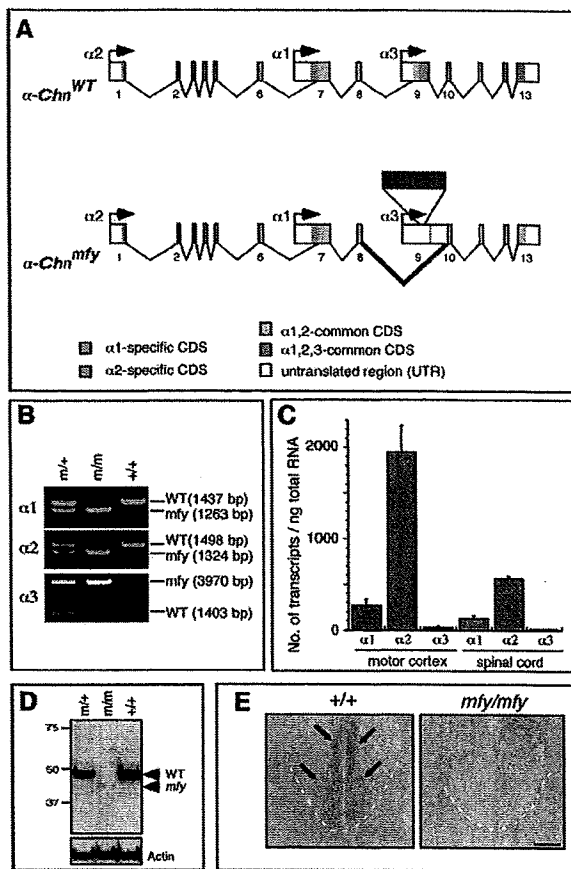 A
α2 α1 α3
α-Chn^WT
1 2 6 7 8 9 10 13
α2 α1 α3
α-Chn^mfy
1 2 6 7 8 9 10 13
α1-specific CDS
α2-specific CDS
α1,2-common CDS
α1,2,3-common CDS
untranslated region (UTR)
B
m/+ m/m +/+
α1
WT(1437 bp)
mfy (1263 bp)
α2
WT(1498 bp)
mfy (1324 bp)
α3
mfy (3970 bp)
WT (1403 bp)
C
No. of transcripts / ng total RNA
2000
1000
0
α1 α2 α3 α1 α2 α3
motor cortex spinal cord
D
m/+ m/m +/+
75
50
37
WT
mfy
Actin
E
+/+ mfy/mfy